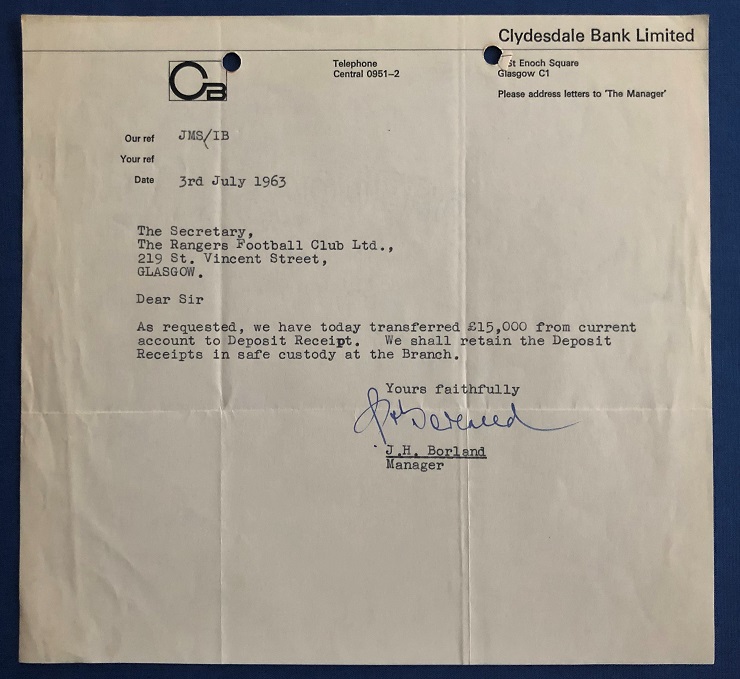 Clydesdale Bank Limited
CB
Telephone
Central 0951–2
St Enoch Square
Glasgow C1
Please address letters to 'The Manager'
Our ref JMS/IB
Your ref
Date 3rd July 1963
The Secretary,
The Rangers Football Club Ltd.,
219 St. Vincent Street,
GLASGOW.
Dear Sir
As requested, we have today transferred £15,000 from current
account to Deposit Receipt. We shall retain the Deposit
Receipts in safe custody at the Branch.
Yours faithfully
J.H. Borland
Manager